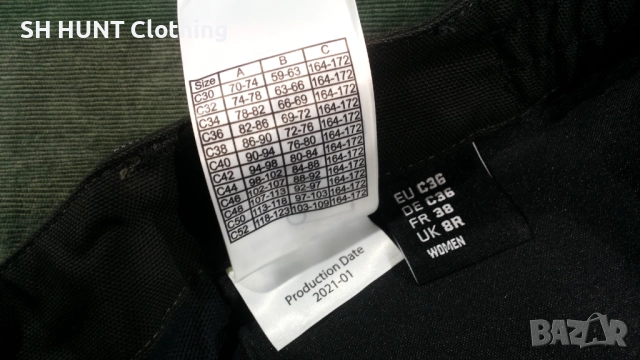 SH HUNT Clothing
Size A B C
C30 70-74 59-63 164-172
C32 74-78 63-66 164-172
C34 78-82 66-69 164-172
C36 82-86 69-72 164-172
C38 86-90 72-76 164-172
C40 90-94 76-80 164-172
C42 94-98 80-84 164-172
C44 98-102 84-88 164-172
C46 102-107 88-92 164-172
C48 107-113 92-97 164-172
C50 113-118 97-103 164-172
C52 118-123 103-109 164-172
Production Date
2021-01
EU C36
DE C36
FR 38
UK 8R
WOMEN
BAZAR